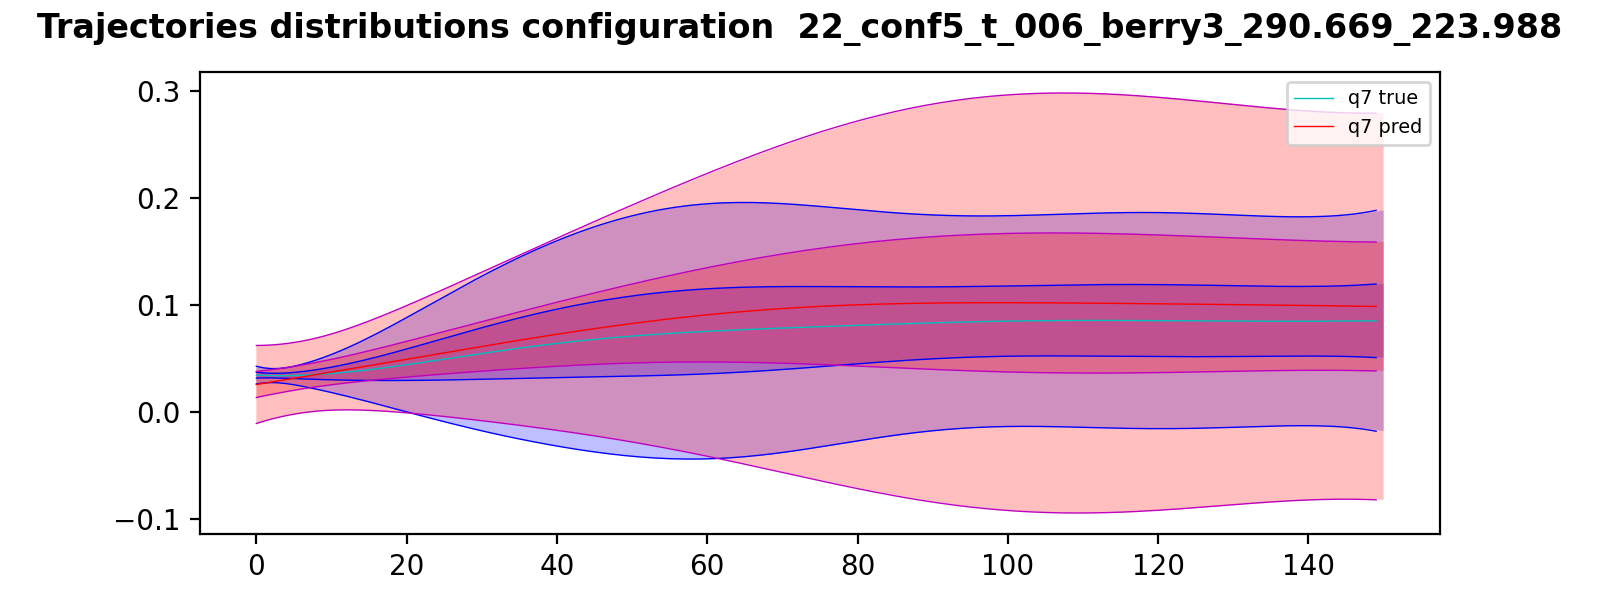 Trajectories distributions configuration  22_conf5_t_006_berry3_290.669_223.988
0.3
0.2
0.1
0.0
−0.1
0 20 40 60 80 100 120 140
q7 true
q7 pred